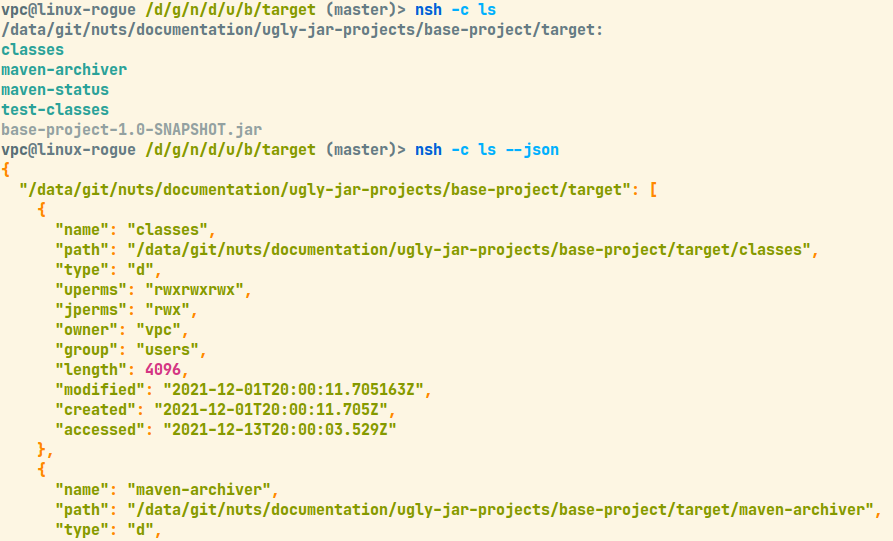 vpc@linux-rogue /d/g/n/d/u/b/target (master)> nsh -c ls
/data/git/nuts/documentation/ugly-jar-projects/base-project/target:
classes
maven-archiver
maven-status
test-classes
base-project-1.0-SNAPSHOT.jar
vpc@linux-rogue /d/g/n/d/u/b/target (master)> nsh -c ls --json
{
  "/data/git/nuts/documentation/ugly-jar-projects/base-project/target": [
    {
      "name": "classes",
      "path": "/data/git/nuts/documentation/ugly-jar-projects/base-project/target/classes",
      "type": "d",
      "uperms": "rwxrwxrwx",
      "jperms": "rwx",
      "owner": "vpc",
      "group": "users",
      "length": 4096,
      "modified": "2021-12-01T20:00:11.705163Z",
      "created": "2021-12-01T20:00:11.705Z",
      "accessed": "2021-12-13T20:00:03.529Z"
    },
    {
      "name": "maven-archiver",
      "path": "/data/git/nuts/documentation/ugly-jar-projects/base-project/target/maven-archiver",
      "type": "d",